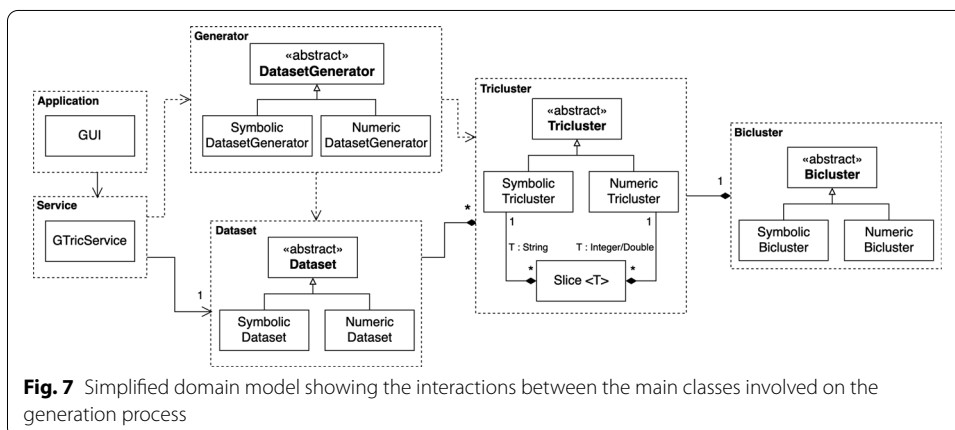 Generator
«abstract»
DatasetGenerator
Symbolic
DatasetGenerator
Numeric
DatasetGenerator
Application
GUI
Service
GTricService
1
Dataset
«abstract»
Dataset
Symbolic
Dataset
Numeric
Dataset
*
Tricluster
«abstract»
Tricluster
Symbolic
Tricluster
Numeric
Tricluster
1
1
T : String
T : Integer/Double
*
*
Slice <T>
1
Bicluster
«abstract»
Bicluster
Symbolic
Bicluster
Numeric
Bicluster
Fig. 7 Simplified domain model showing the interactions between the main classes involved on the
generation process